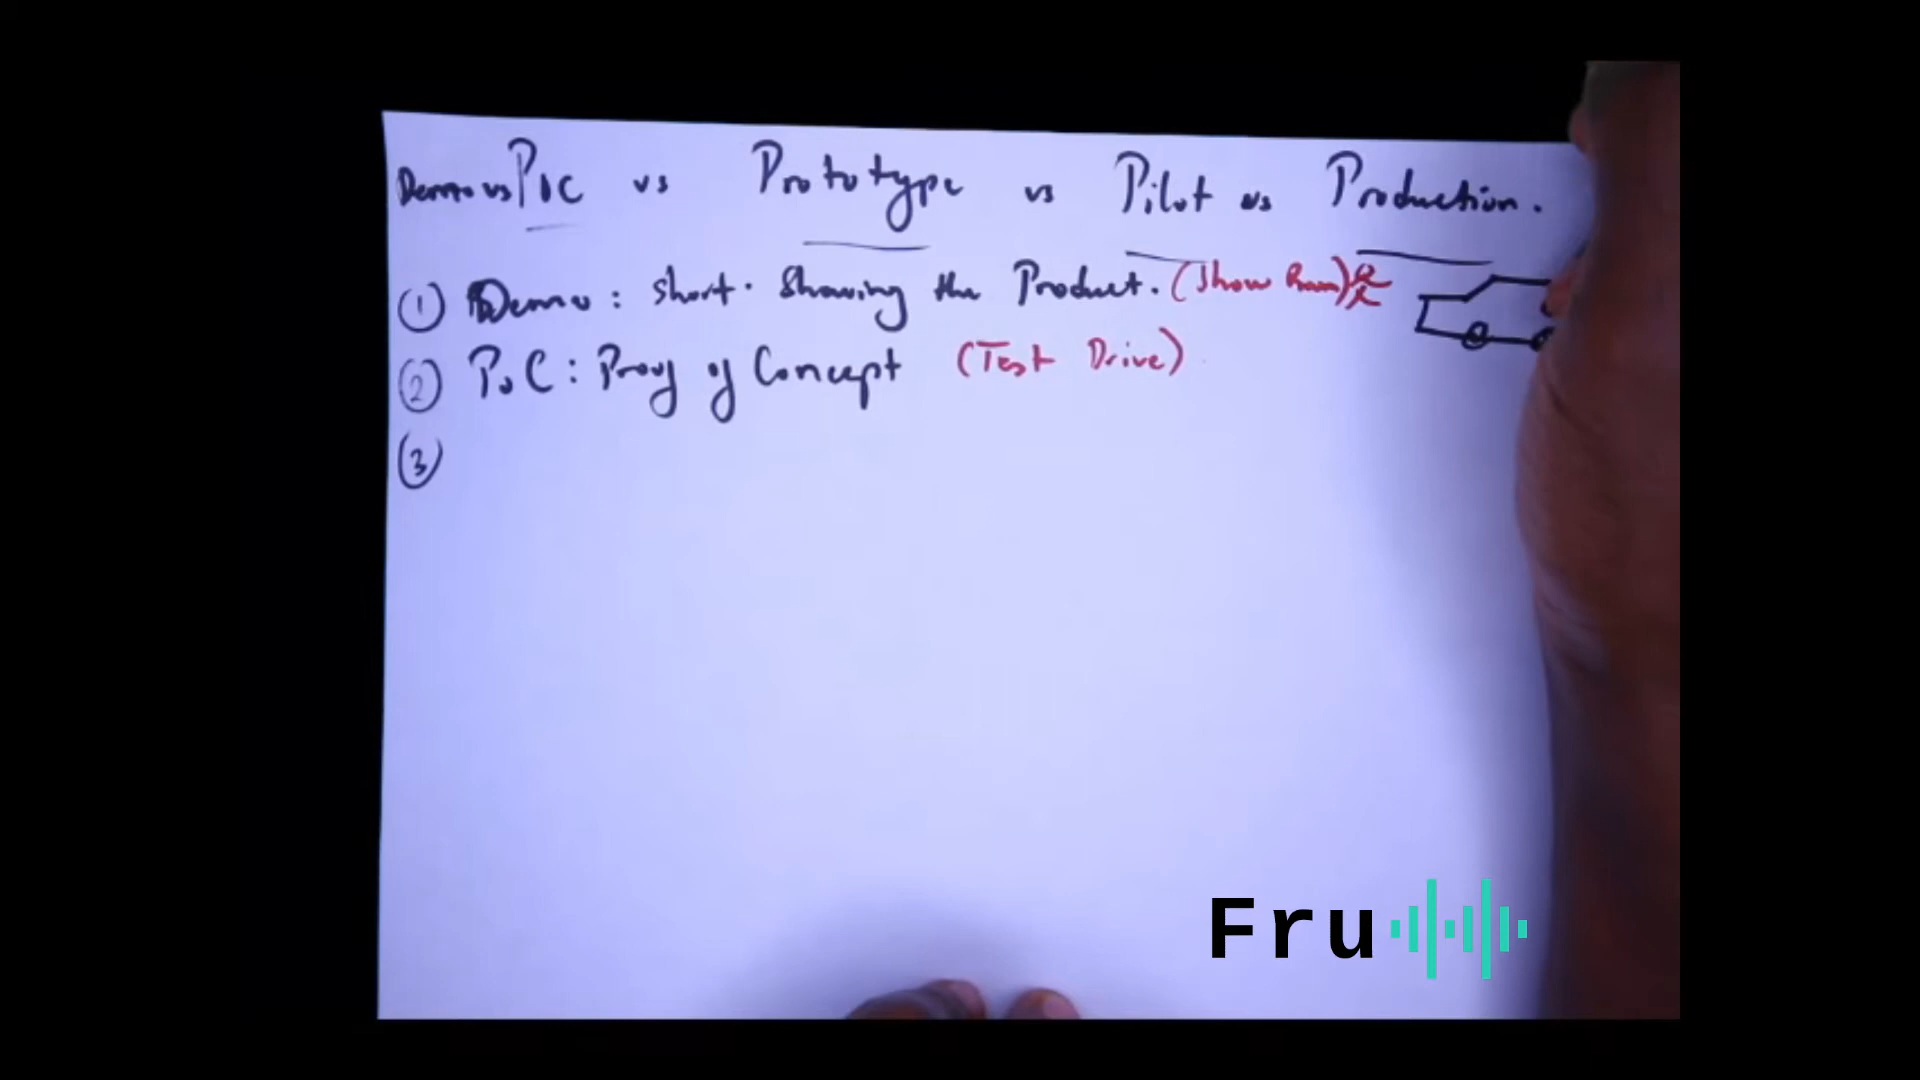 Demo vs PoC vs Prototype vs Pilot vs Production.
① Demo: short. Showing the Product. (Show Room)
② PoC: Proof of Concept (Test Drive)
③
Fru